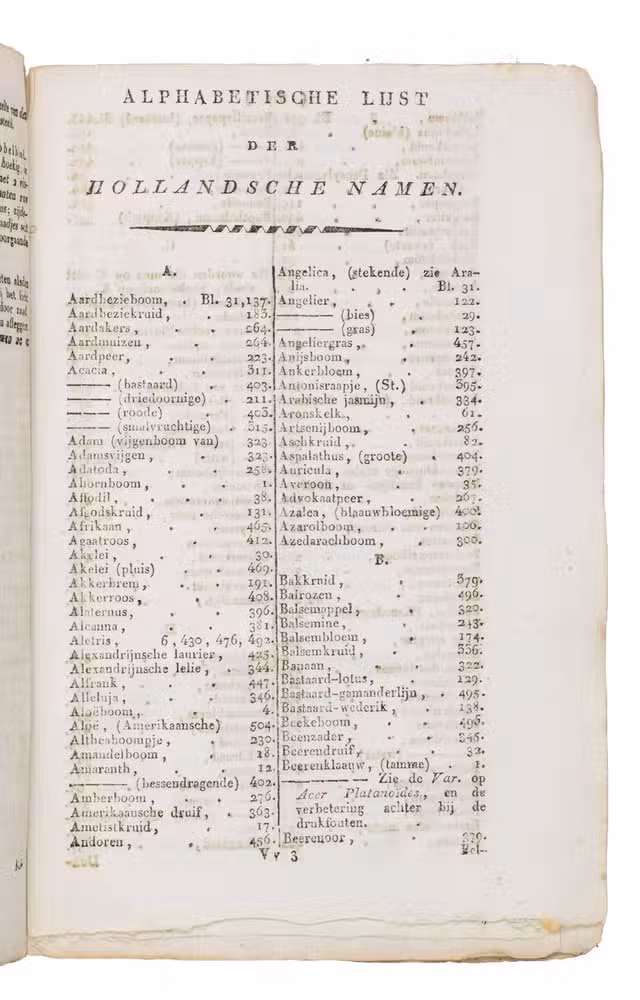 ALPHABETISCHE LIJST
DER
HOLLANDSCHE NAMEN.
A.
Aardbezieboom, . Bl. 31,137.
Aardbeziekruid, . 185.
Aardakers, . . 264.
Aardmuizen, . . 264.
Aardpeer, . . 223.
Acacia, . . 311.
——— (bastaard) . 403.
——— (driedoornige) . 211.
——— (roode) . 403.
——— (smalvruchtige) . 315.
Adam (vijgenboom van) 323.
Adamsvijgen, . . 323.
Adatoda, . . 258.
Ahornboom, . . 1.
Affodil, . . . 38.
Afgodskruid, . . 131.
Afrikaan, . . 465.
Agaatroos, . . 412.
Akelei, . . . 30.
Akelei (pluis) . . 469.
Akkerbrem, . . 191.
Akkerroos, . . 408.
Alaternus, . . 396.
Alcanna, . . 381.
Aletris, 6, 430, 476, 492.
Alexandrijnsche laurier, . 425.
Alexandrijnsche lelie, . 344.
Alfrank, . . 447.
Alleluja, . . 346.
Aloëboom, . . 4.
Aloë, (Amerikaansche) 504.
Altheaboompje, . . 230.
Amandelboom, . . 18.
Amaranth, . . 12.
——— (bessendragende) 402.
Amberboom, . . 276.
Amerikaansche druif, . 363.
Ametistkruid, . . 17.
Andoren, . . 456.
Angelica, (stekende) zie Ara-
lia. . . Bl. 31.
Angelier, . . . 122.
——— (bies) . 29.
——— (gras) . 123.
Angeliergras, . . 457.
Anijsboom, . . 242.
Ankerbloem, . . 397.
Antonisraapje, (St.) . 395.
Arabische jasmijn, . 334.
Aronskelk, . . 61.
Artsenijboom, . . 256.
Aschkruid, . . 82.
Aspalathus, (groote) . 404.
Auricula, . . 379.
Averoon, . . 35.
Advokaatpeer, . . 267.
Azalea, (blaauwbloemige) 400.
Azarolboom, . . 106.
Azedarachboom, . 300.
B.
Bakkruid, . 379.
Bairozen, . . 496.
Balsemappel, . . 320.
Balsemine, . . 243.
Balsembloem, . . 174.
Balsemkruid, . . 336.
Banaan, . . 322.
Bastaard-lotus, . . 129.
Bastaard-gamanderlijn, . 495.
Bastaard-wederik, . 138.
Beekeboom, . . 496.
Beenzader, . . 345.
Beerendruif, . . 32.
Beerenklaauw, (tamme) . 1.
————— Zie de Var. op
Acer Platanoïdes, en de
verbetering achter bij de
drukfouten.
Beerenoor, . 379.
Vv 3
Bei-